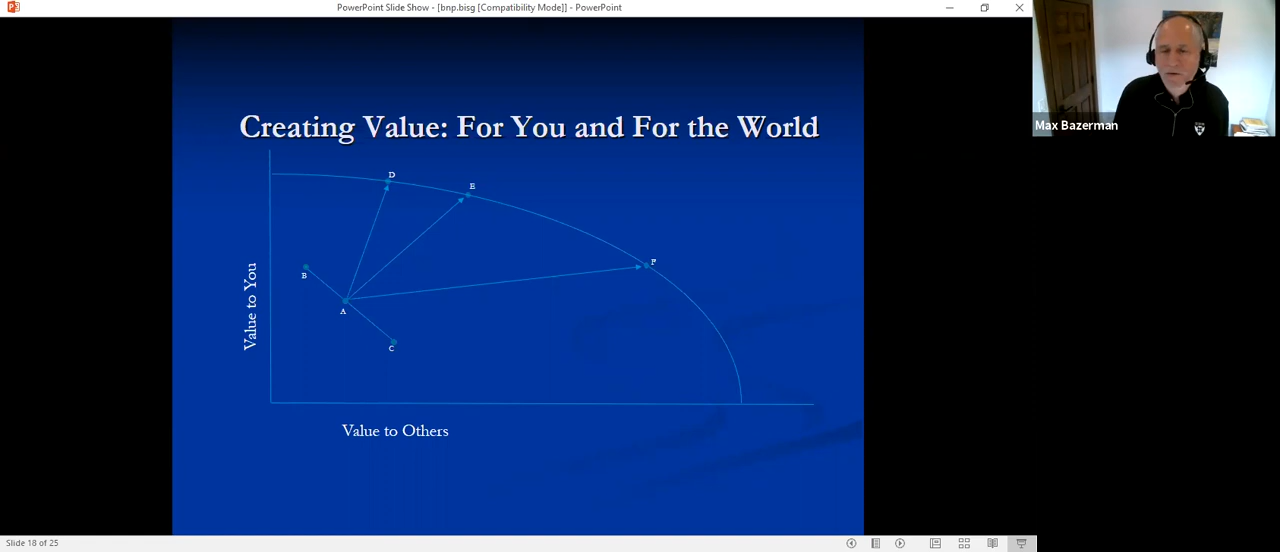 PowerPoint Slide Show - [bnp.bisg [Compatibility Mode]] - PowerPoint
Max Bazerman
Creating Value: For You and For the World
D
E
F
B
A
C
Value to You
Value to Others
Slide 18 of 25